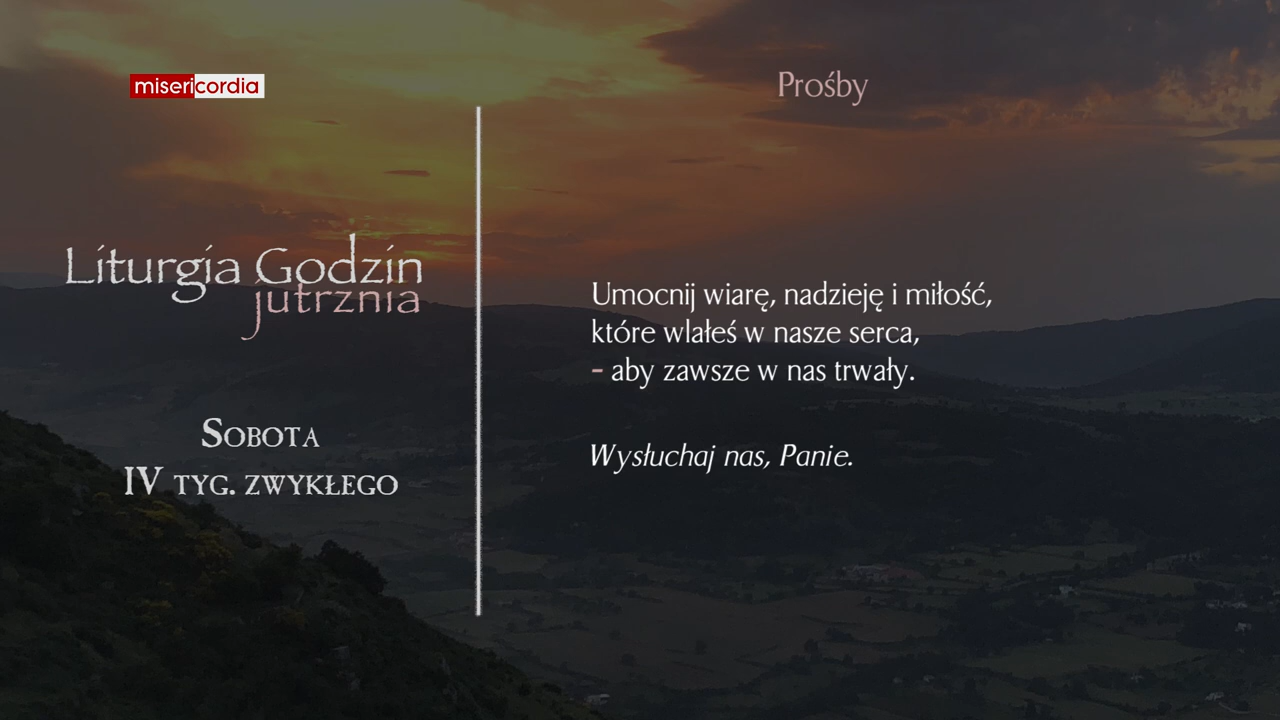 misericordia
Liturgia Godzin
jutrznia
Sobota
IV tyg. zwykłego
Prośby
Umocnij wiarę, nadzieję i miłość,
które wlałeś w nasze serca,
- aby zawsze w nas trwały.
Wysłuchaj nas, Panie.